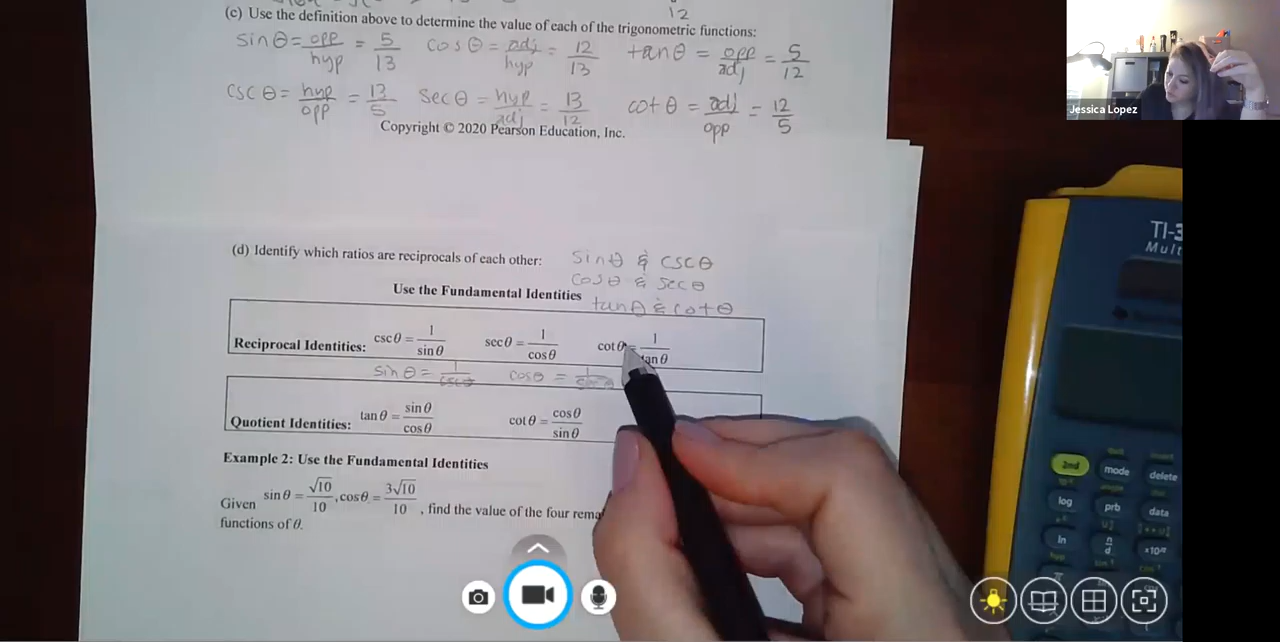 12
(c) Use the definition above to determine the value of each of the trigonometric functions:
sin θ = opp/hyp = 5/13 cos θ = adj/hyp = 12/13 tan θ = opp/adj = 5/12
csc θ = hyp/opp = 13/5 sec θ = hyp/adj = 13/12 cot θ = adj/opp = 12/5
Copyright © 2020 Pearson Education, Inc.
(d) Identify which ratios are reciprocals of each other: sin θ & csc θ
cos θ & sec θ
tan θ & cot θ
Use the Fundamental Identities
Reciprocal Identities: csc θ = 1/sin θ sec θ = 1/cos θ cot θ = 1/tan θ
sin θ = 1/csc θ cos θ = 1/sec θ
Quotient Identities: tan θ = sin θ/cos θ cot θ = cos θ/sin θ
Example 2: Use the Fundamental Identities
Given sin θ = √10/10, cos θ = 3√10/10, find the value of the four
functions of θ.
Jessica Lopez
2nd mode delete
log prb data
ln n/d